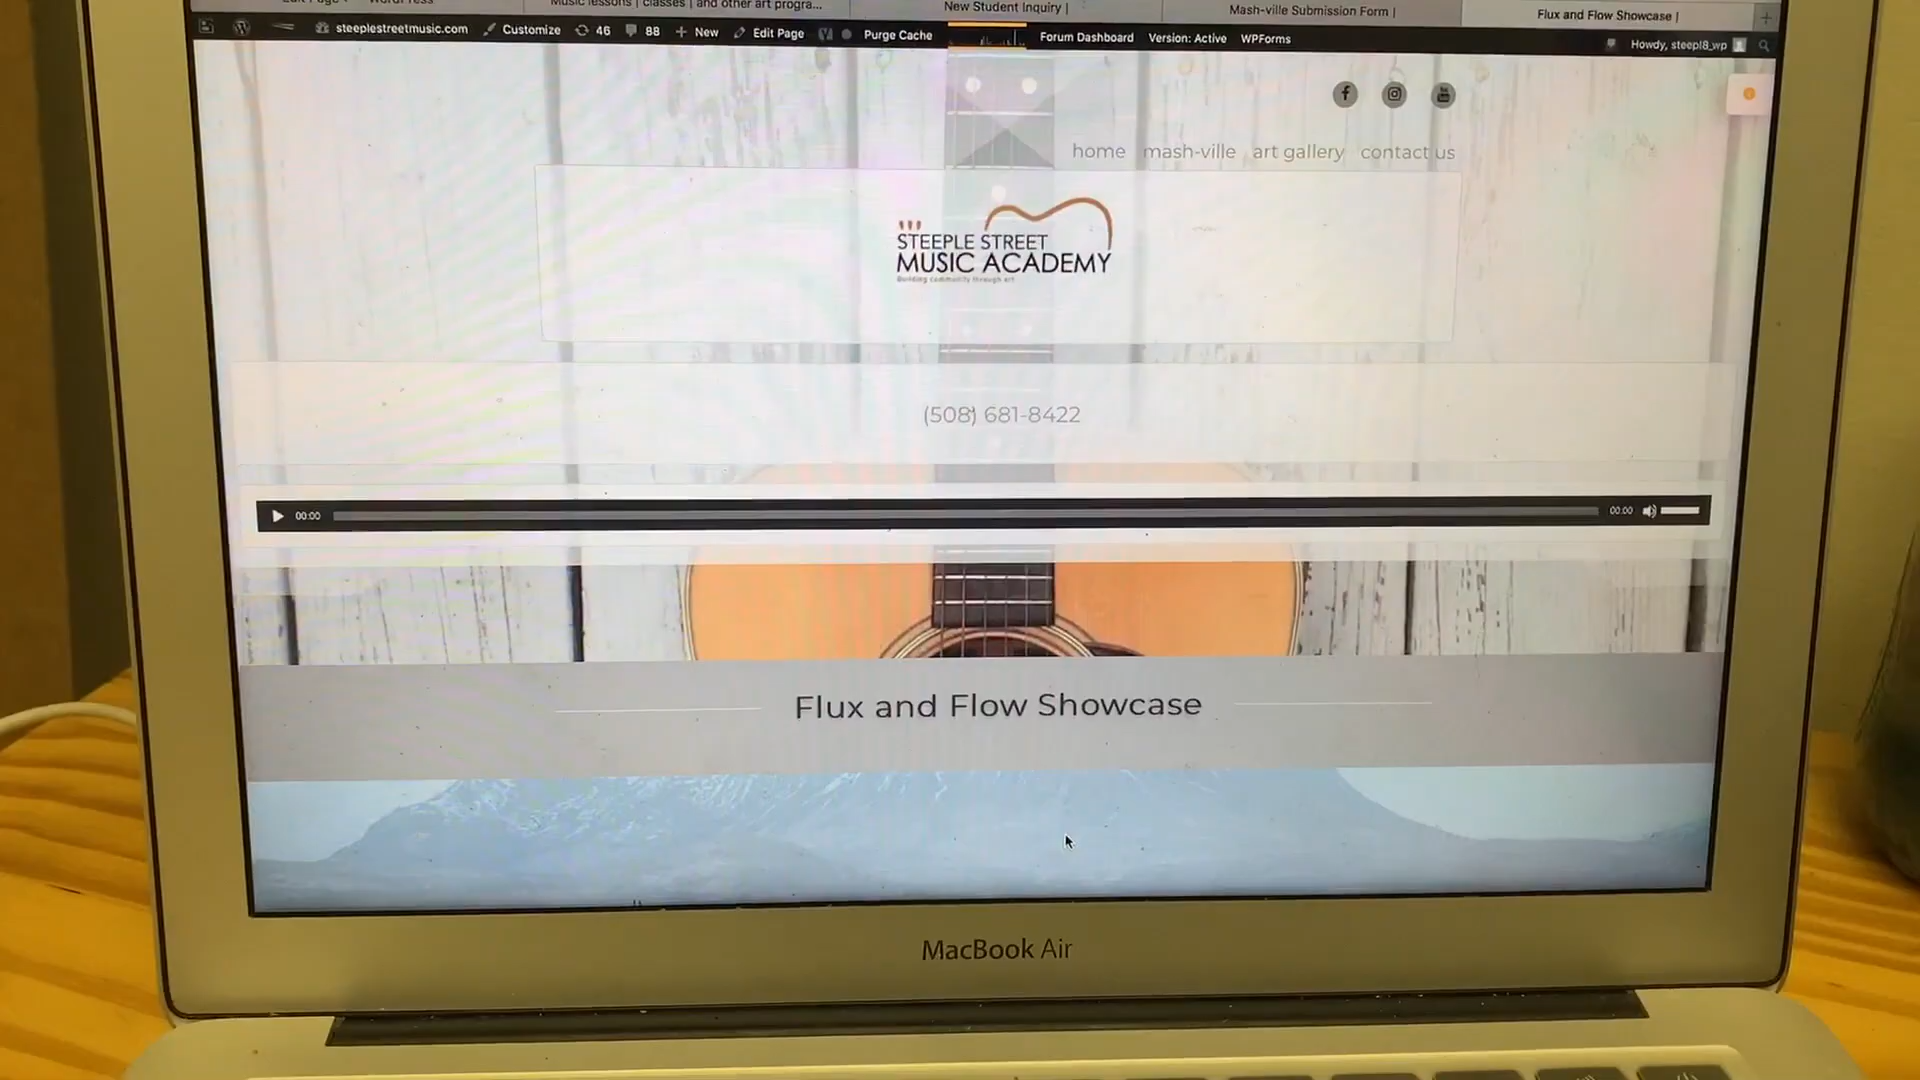 Music lessons | classes | and other art progra...
New Student Inquiry |
Mash-ville Submission Form |
Flux and Flow Showcase |
steeplestreetmusic.com
Customize
46
88
New
Edit Page
Purge Cache
Forum Dashboard
Version: Active
WPForms
Howdy, steepl8_wp
home mash-ville art gallery contact us
STEEPLE STREET
MUSIC ACADEMY
Building community through art
(508) 681-8422
00:00
00:00
Flux and Flow Showcase
MacBook Air